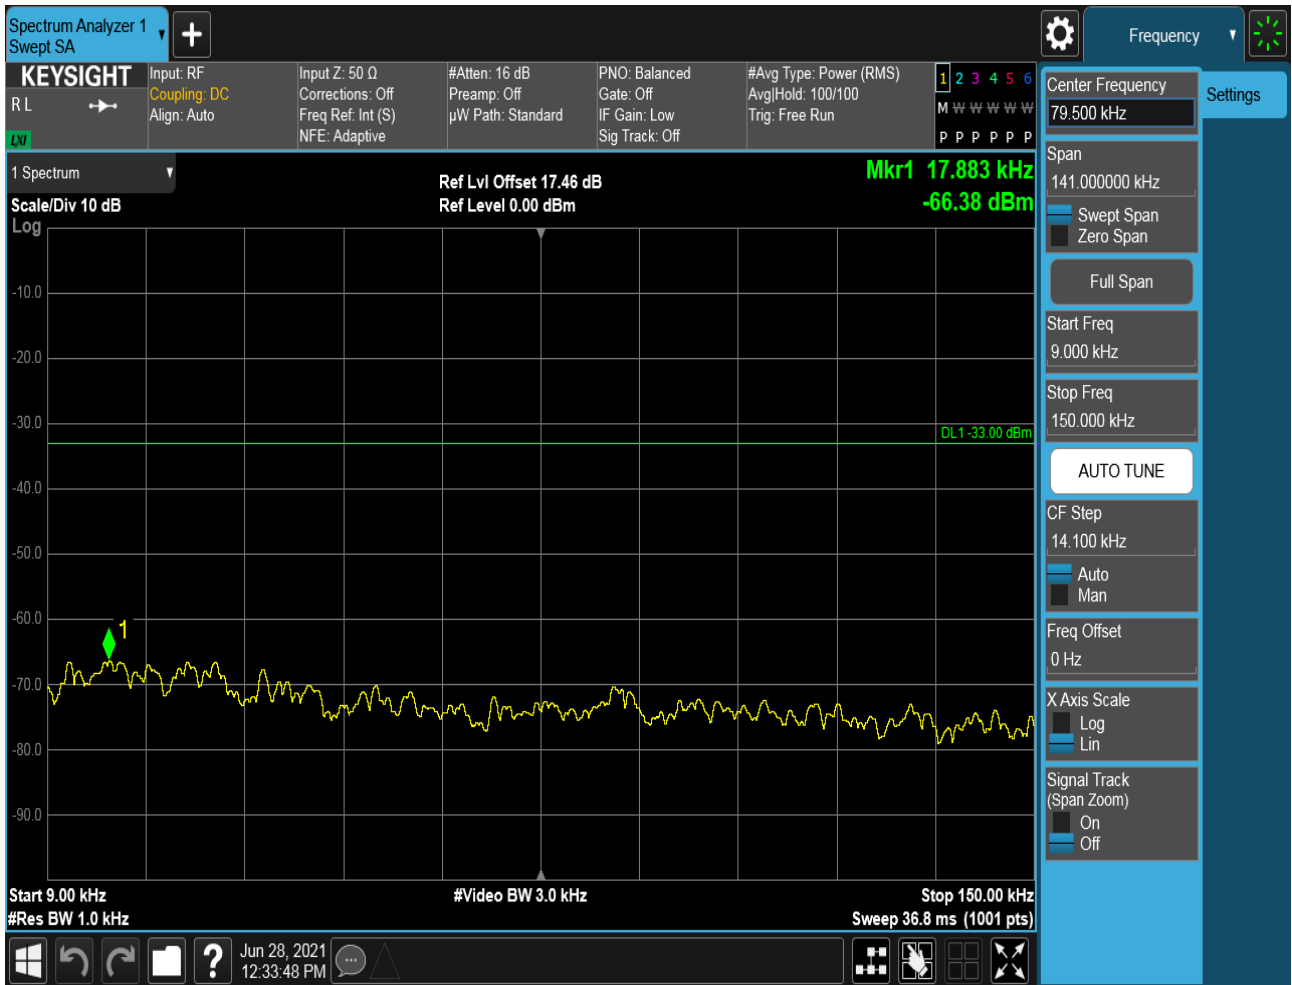 Spectrum Analyzer 1
Swept SA
Frequency
KEYSIGHT
R L
LXI
Input: RF
Coupling: DC
Align: Auto
Input Z: 50 Ω
Corrections: Off
Freq Ref: Int (S)
NFE: Adaptive
#Atten: 16 dB
Preamp: Off
µW Path: Standard
PNO: Balanced
Gate: Off
IF Gain: Low
Sig Track: Off
#Avg Type: Power (RMS)
Avg|Hold: 100/100
Trig: Free Run
1 2 3 4 5 6
M W W W W W
P P P P P P
1 Spectrum
Scale/Div 10 dB
Log
Ref Lvl Offset 17.46 dB
Ref Level 0.00 dBm
Mkr1 17.883 kHz
-66.38 dBm
-10.0
-20.0
-30.0
DL1 -33.00 dBm
-40.0
-50.0
-60.0
1
-70.0
-80.0
-90.0
Start 9.00 kHz
#Res BW 1.0 kHz
#Video BW 3.0 kHz
Stop 150.00 kHz
Sweep 36.8 ms (1001 pts)
Jun 28, 2021
12:33:48 PM
Center Frequency
79.500 kHz
Span
141.000000 kHz
Swept Span
Zero Span
Full Span
Start Freq
9.000 kHz
Stop Freq
150.000 kHz
AUTO TUNE
CF Step
14.100 kHz
Auto
Man
Freq Offset
0 Hz
X Axis Scale
Log
Lin
Signal Track
(Span Zoom)
On
Off
Settings